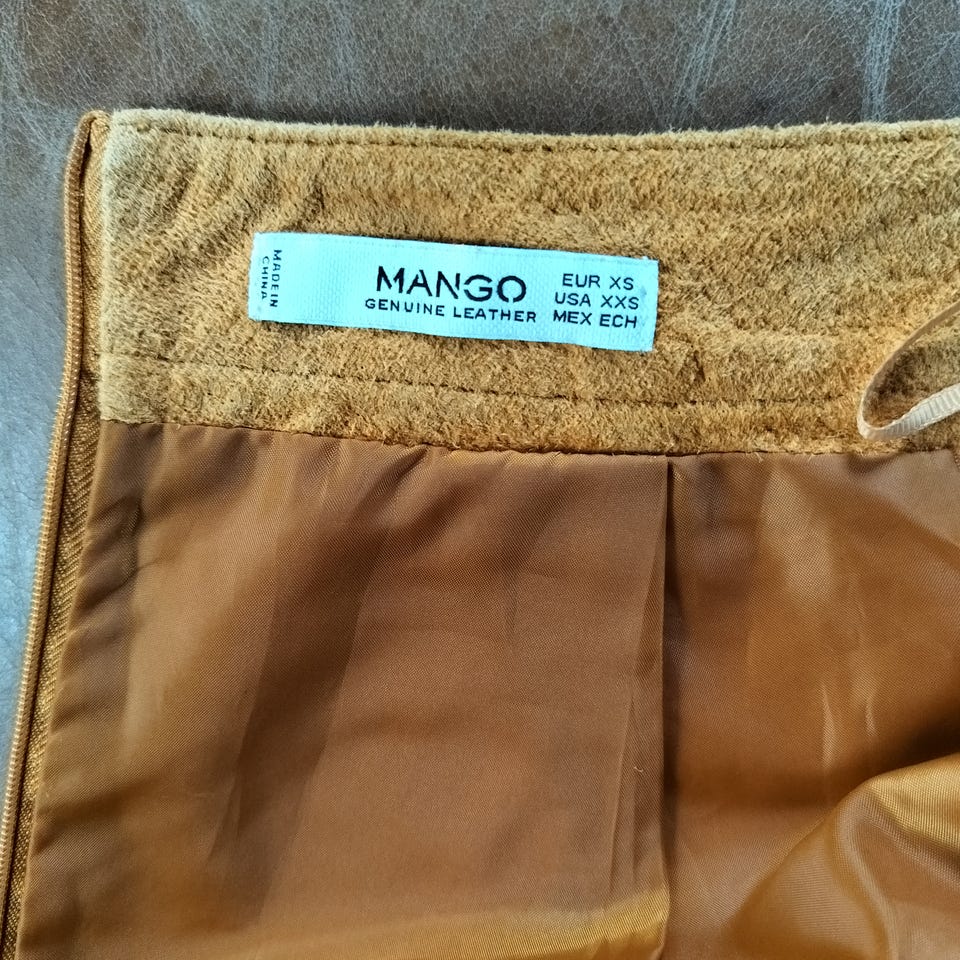 MADE IN
CHINA
MANGO
GENUINE LEATHER
EUR XS
USA XXS
MEX ECH